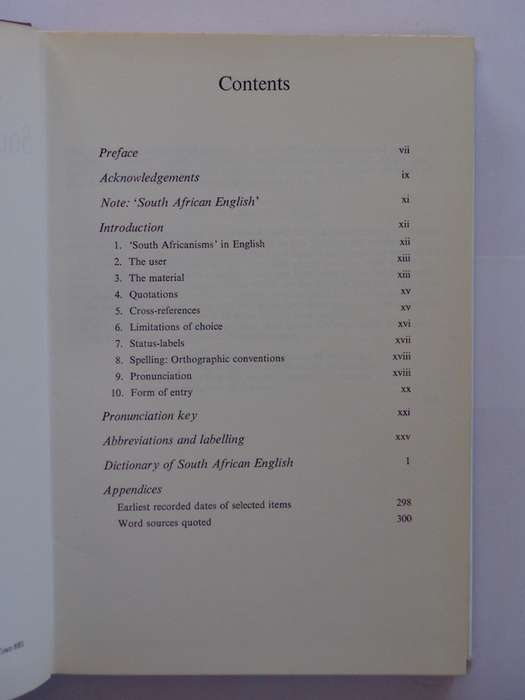 Contents
Preface vii
Acknowledgements ix
Note: ‘South African English’ xi
Introduction xii
1. ‘South Africanisms’ in English xii
2. The user xiii
3. The material xiii
4. Quotations xv
5. Cross-references xv
6. Limitations of choice xvi
7. Status-labels xvii
8. Spelling: Orthographic conventions xviii
9. Pronunciation xviii
10. Form of entry xx
Pronunciation key xxi
Abbreviations and labelling xxv
Dictionary of South African English 1
Appendices
Earliest recorded dates of selected items 298
Word sources quoted 300